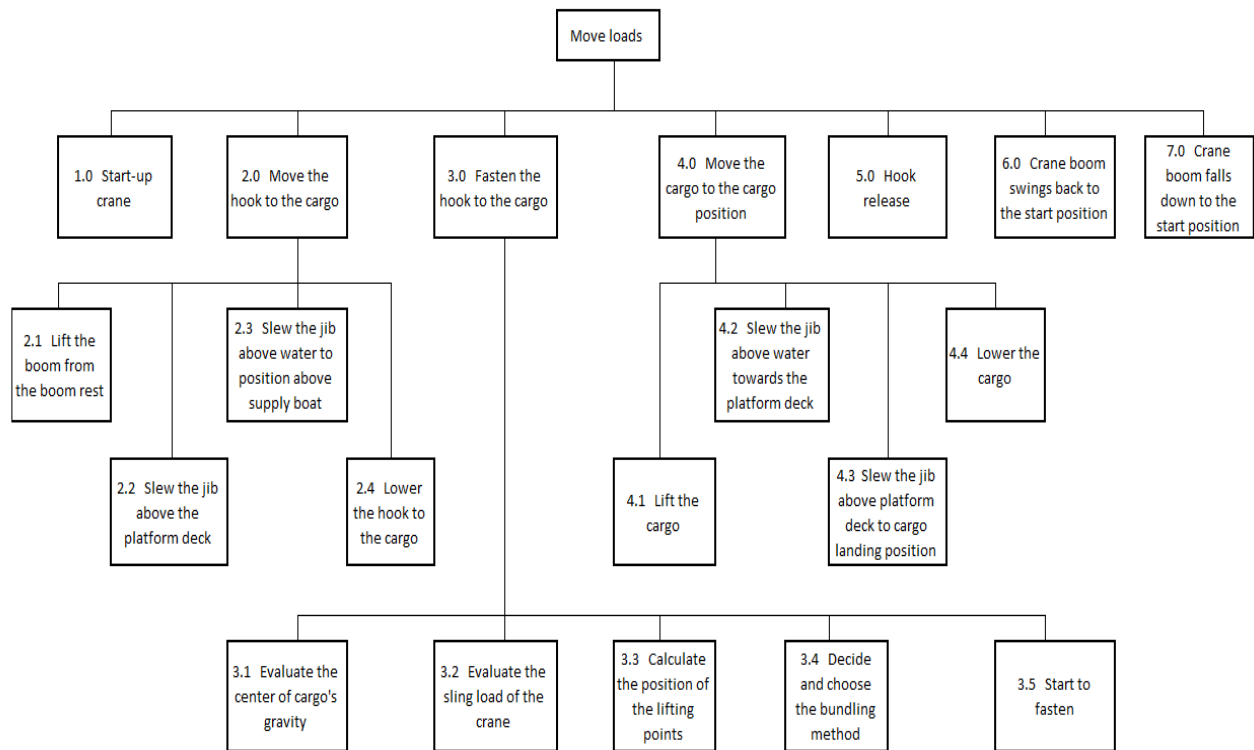 Move loads
1.0 Start-up
crane
2.0 Move the
hook to the cargo
3.0 Fasten the
hook to the cargo
4.0 Move the
cargo to the cargo
position
5.0 Hook
release
6.0 Crane boom
swings back to
the start position
7.0 Crane
boom falls
down to the
start position
2.1 Lift the
boom from
the boom rest
2.2 Slew the jib
above the
platform deck
2.3 Slew the jib
above water to
position above
supply boat
2.4 Lower
the hook to
the cargo
4.1 Lift the
cargo
4.2 Slew the jib
above water
towards the
platform deck
4.3 Slew the jib
above platform
deck to cargo
landing position
4.4 Lower the
cargo
3.1 Evaluate the
center of cargo's
gravity
3.2 Evaluate the
sling load of the
crane
3.3 Calculate
the position of
the lifting
points
3.4 Decide
and choose
the bundling
method
3.5 Start to
fasten